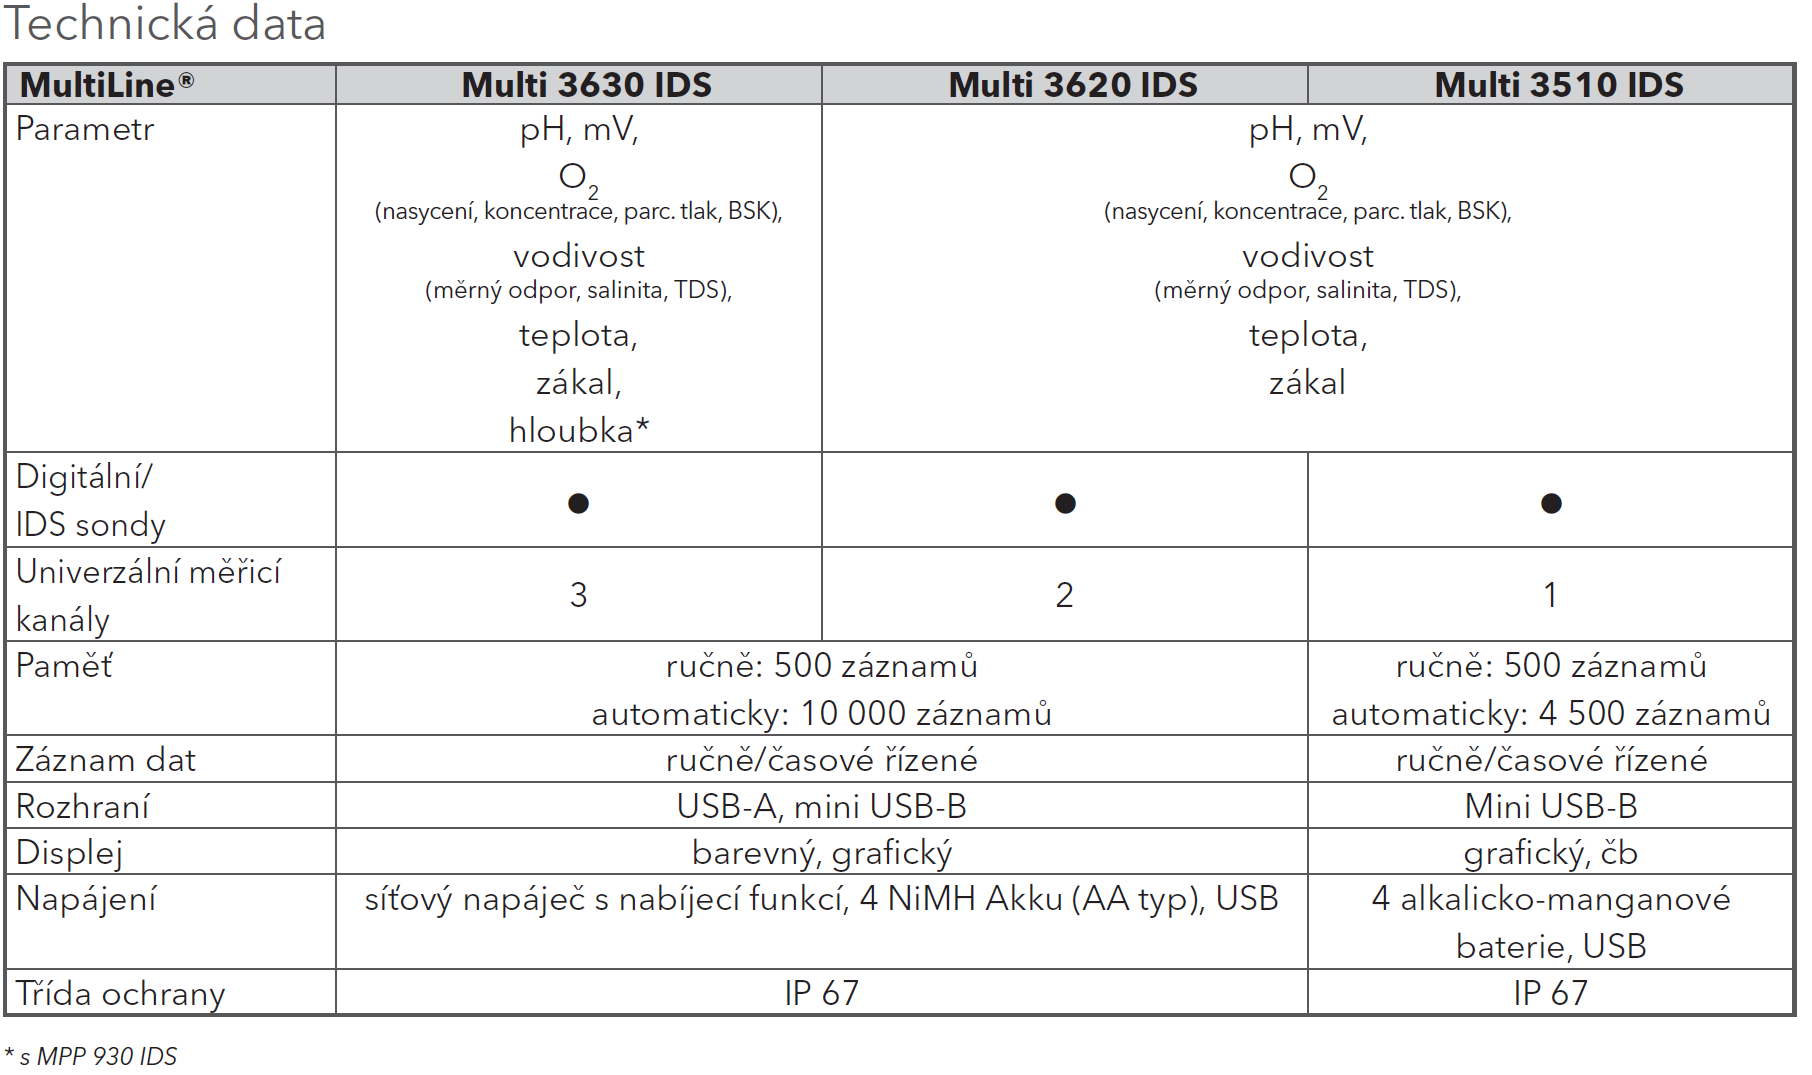 Technická data
MultiLine® Multi 3630 IDS Multi 3620 IDS Multi 3510 IDS
Parametr pH, mV, pH, mV,
O2 O2
(nasycení, koncentrace, parc. tlak, BSK), (nasycení, koncentrace, parc. tlak, BSK),
vodivost vodivost
(měrný odpor, salinita, TDS), (měrný odpor, salinita, TDS),
teplota, teplota,
zákal, zákal
hloubka*
Digitální/
IDS sondy ● ● ●
Univerzální měřicí
kanály 3 2 1
Paměť ručně: 500 záznamů ručně: 500 záznamů
automaticky: 10 000 záznamů automaticky: 4 500 záznamů
Záznam dat ručně/časové řízené ručně/časové řízené
Rozhraní USB-A, mini USB-B Mini USB-B
Displej barevný, grafický grafický, čb
Napájení síťový napáječ s nabíjecí funkcí, 4 NiMH Akku (AA typ), USB 4 alkalicko-manganové
baterie, USB
Třída ochrany IP 67 IP 67
* s MPP 930 IDS